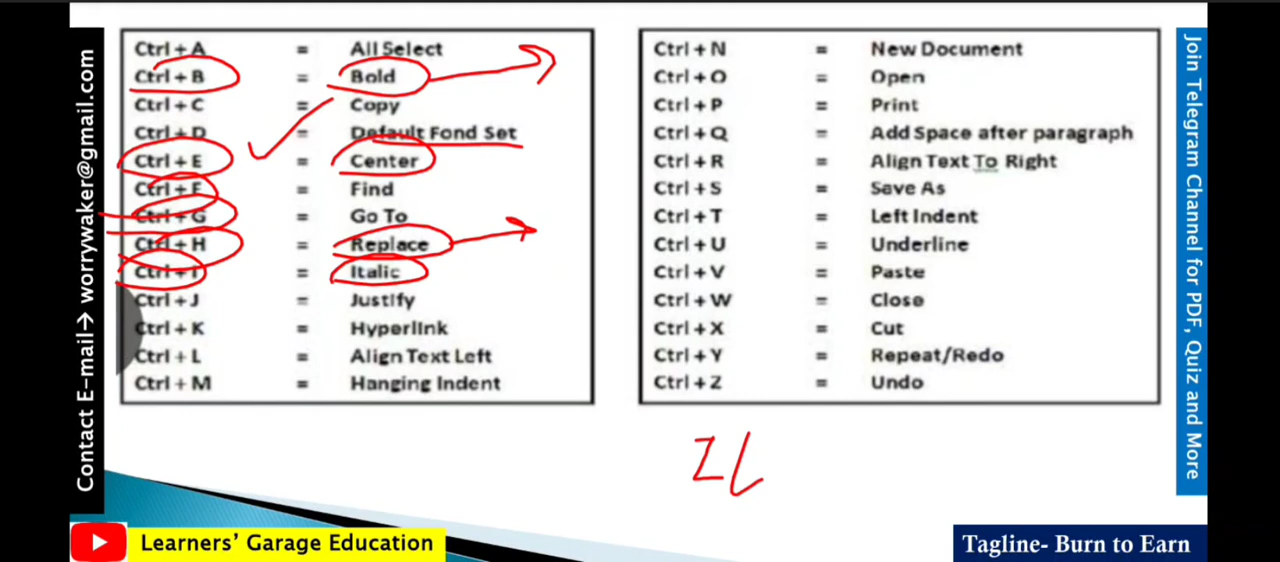 Contact E-mail→ worrywaker@gmail.com
Ctrl + A = All Select
Ctrl + B = Bold
Ctrl + C = Copy
Ctrl + D = Default Fond Set
Ctrl + E = Center
Ctrl + F = Find
Ctrl + G = Go To
Ctrl + H = Replace
Ctrl + I = Italic
Ctrl + J = Justify
Ctrl + K = Hyperlink
Ctrl + L = Align Text Left
Ctrl + M = Hanging Indent
Ctrl + N = New Document
Ctrl + O = Open
Ctrl + P = Print
Ctrl + Q = Add Space after paragraph
Ctrl + R = Align Text To Right
Ctrl + S = Save As
Ctrl + T = Left Indent
Ctrl + U = Underline
Ctrl + V = Paste
Ctrl + W = Close
Ctrl + X = Cut
Ctrl + Y = Repeat/Redo
Ctrl + Z = Undo
Join Telegram Channel for PDF, Quiz and More
Learners' Garage Education
Tagline- Burn to Earn